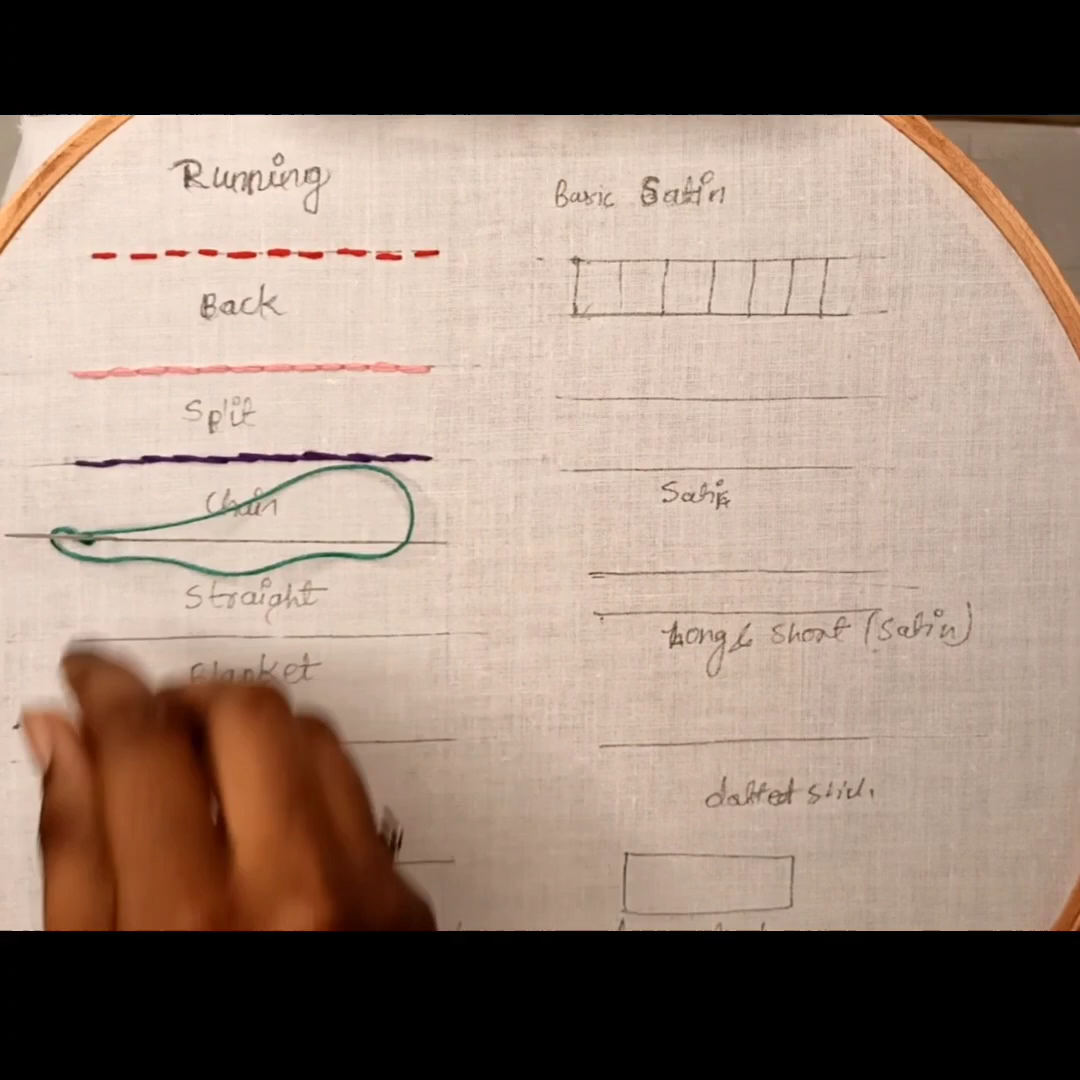 Running
Back
Split
Chain
Straight
Blanket
Basic Satin
Satin
Long & Short (Satin)